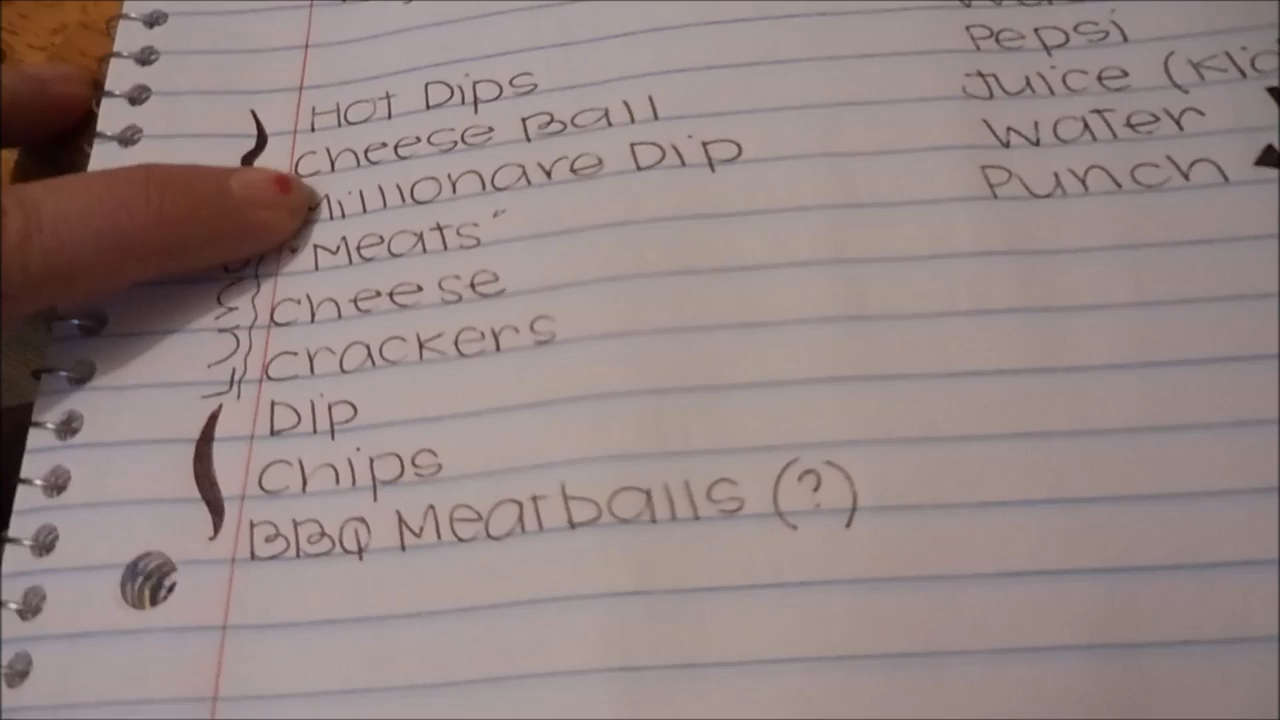 Hot Dips
Cheese Ball
Millionare Dip
"Meats"
Cheese
Crackers
Dip
Chips
BBQ Meatballs (?)
Pepsi
Juice (
Water
Punch